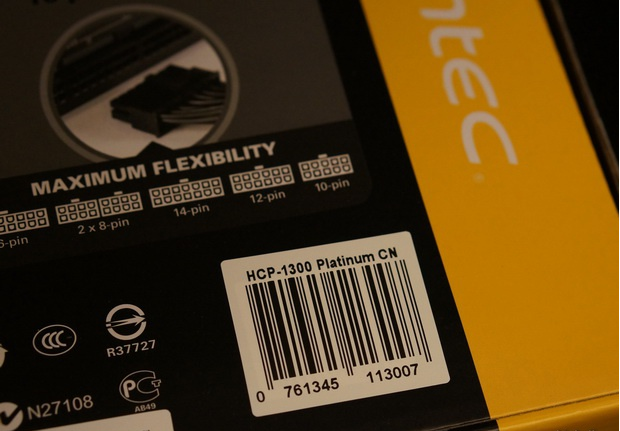 ntec
MAXIMUM FLEXIBILITY
2 x 8-pin
14-pin
12-pin
10-pin
HCP-1300 Platinum CN
0 761345 113007
R37727
N27108
AB49